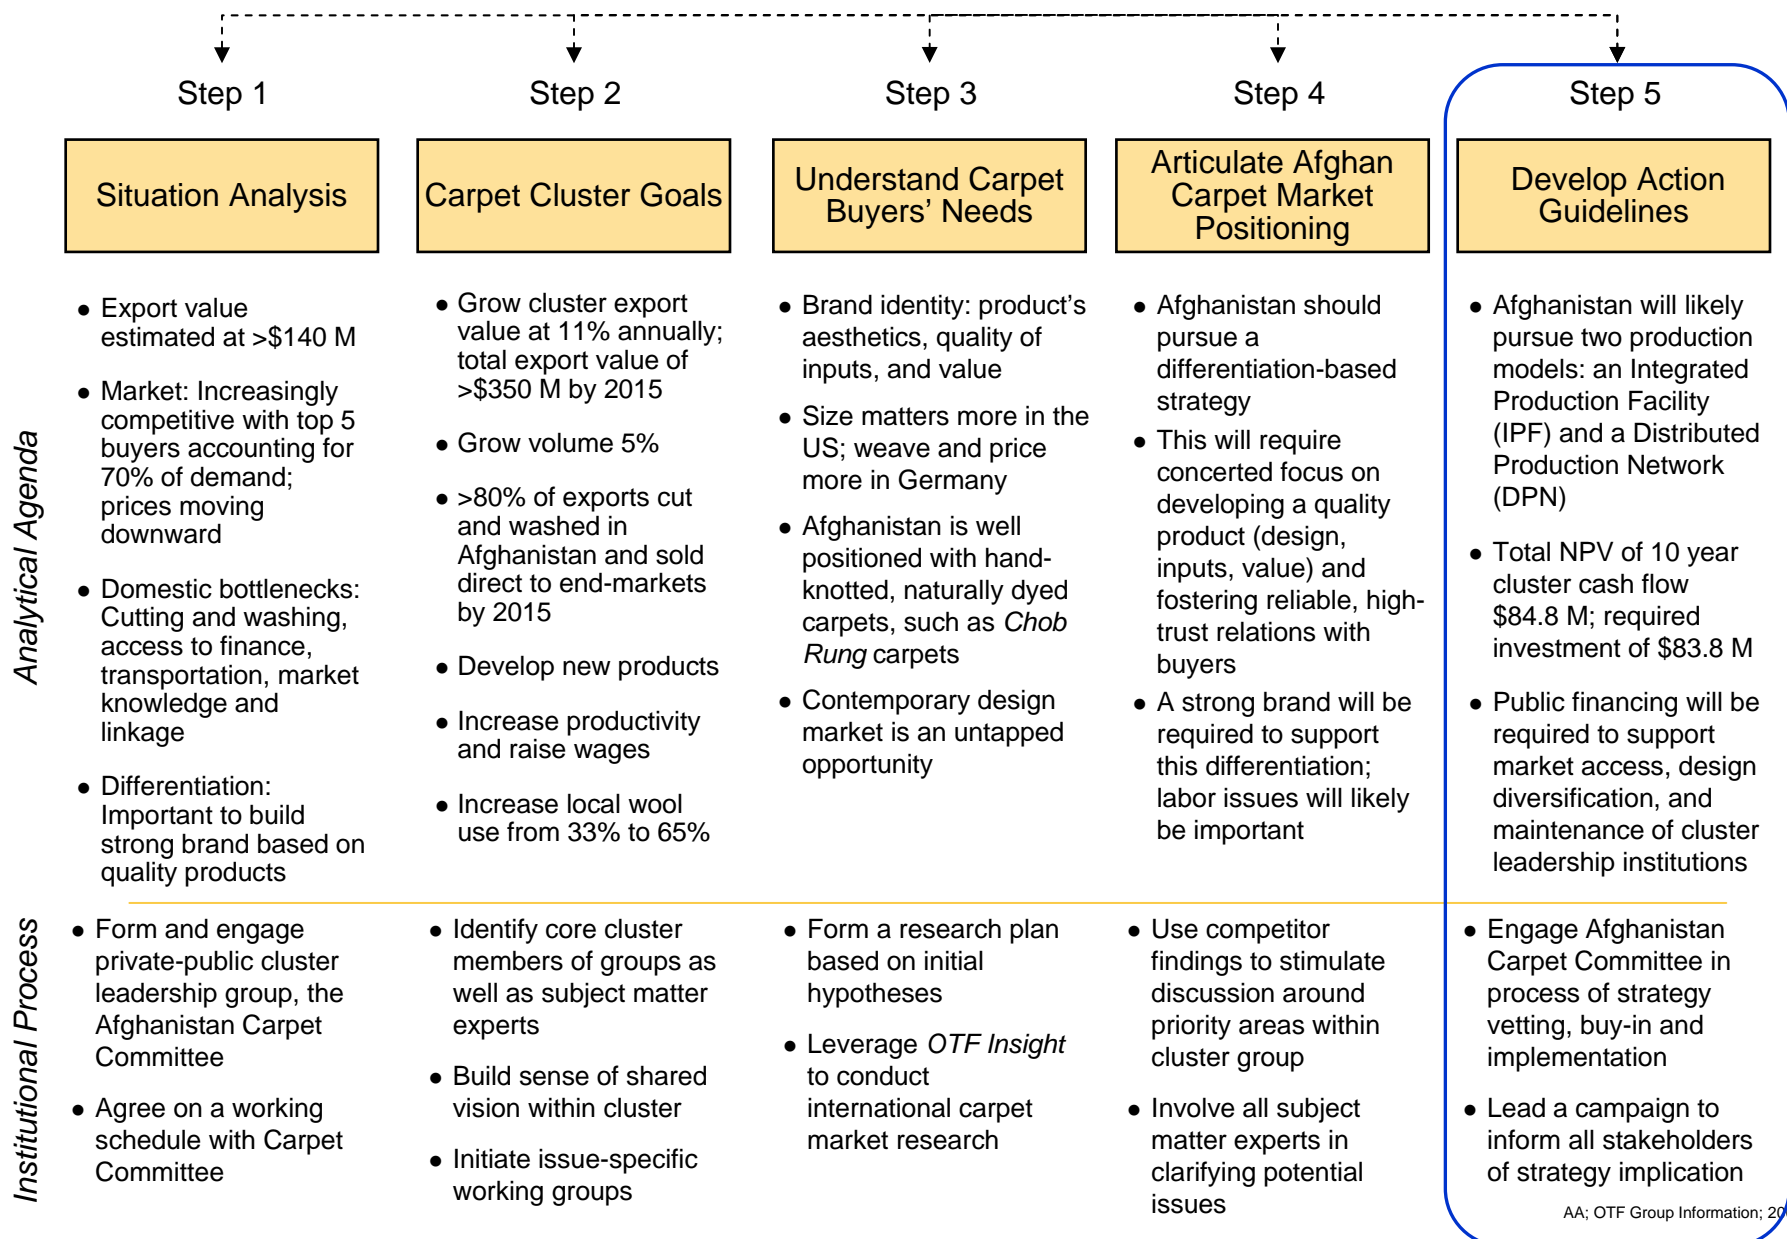 Step 1
Step 2
Step 3
Step 4
Step 5
Situation Analysis
Carpet Cluster Goals
Understand Carpet
Buyers’ Needs
Articulate Afghan
Carpet Market
Positioning
Develop Action
Guidelines
Analytical Agenda
● Export value
estimated at >$140 M
● Market: Increasingly
competitive with top 5
buyers accounting for
70% of demand;
prices moving
downward
● Domestic bottlenecks:
Cutting and washing,
access to finance,
transportation, market
knowledge and
linkage
● Differentiation:
Important to build
strong brand based on
quality products
● Grow cluster export
value at 11% annually;
total export value of
>$350 M by 2015
● Grow volume 5%
● >80% of exports cut
and washed in
Afghanistan and sold
direct to end-markets
by 2015
● Develop new products
● Increase productivity
and raise wages
● Increase local wool
use from 33% to 65%
● Brand identity: product’s
aesthetics, quality of
inputs, and value
● Size matters more in the
US; weave and price
more in Germany
● Afghanistan is well
positioned with hand-
knotted, naturally dyed
carpets, such as Chob
Rung carpets
● Contemporary design
market is an untapped
opportunity
● Afghanistan should
pursue a
differentiation-based
strategy
● This will require
concerted focus on
developing a quality
product (design,
inputs, value) and
fostering reliable, high-
trust relations with
buyers
● A strong brand will be
required to support
this differentiation;
labor issues will likely
be important
● Afghanistan will likely
pursue two production
models: an Integrated
Production Facility
(IPF) and a Distributed
Production Network
(DPN)
● Total NPV of 10 year
cluster cash flow
$84.8 M; required
investment of $83.8 M
● Public financing will be
required to support
market access, design
diversification, and
maintenance of cluster
leadership institutions
Institutional Process
● Form and engage
private-public cluster
leadership group, the
Afghanistan Carpet
Committee
● Agree on a working
schedule with Carpet
Committee
● Identify core cluster
members of groups as
well as subject matter
experts
● Build sense of shared
vision within cluster
● Initiate issue-specific
working groups
● Form a research plan
based on initial
hypotheses
● Leverage OTF Insight
to conduct
international carpet
market research
● Use competitor
findings to stimulate
discussion around
priority areas within
cluster group
● Involve all subject
matter experts in
clarifying potential
issues
● Engage Afghanistan
Carpet Committee in
process of strategy
vetting, buy-in and
implementation
● Lead a campaign to
inform all stakeholders
of strategy implication
AA; OTF Group Information;